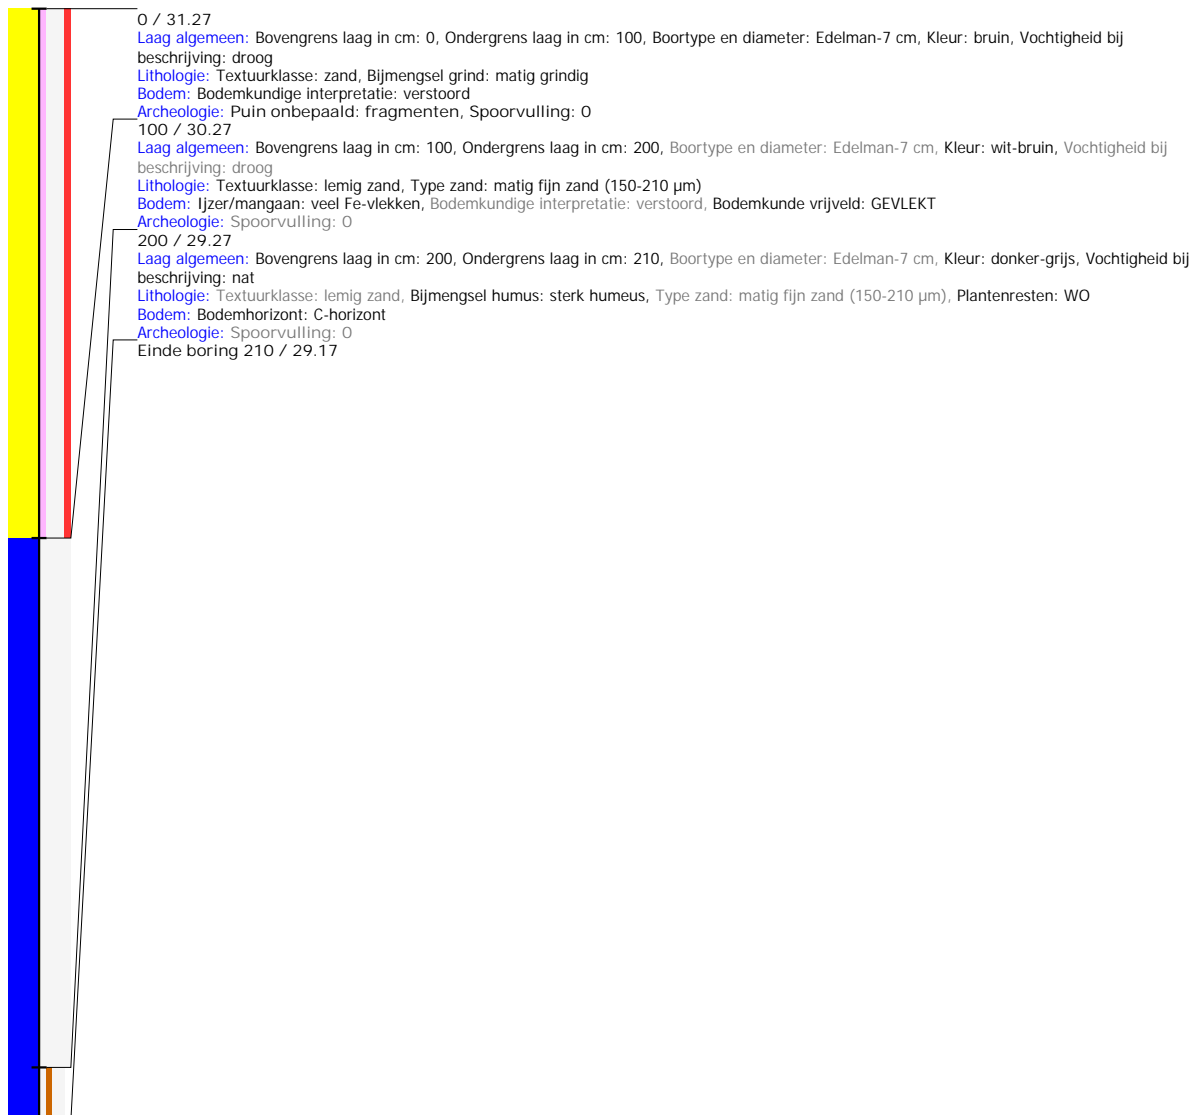 0 / 31.27
Laag algemeen: Bovengrens laag in cm: 0, Ondergrens laag in cm: 100, Boortype en diameter: Edelman-7 cm, Kleur: bruin, Vochtigheid bij
beschrijving: droog
Lithologie: Textuurklasse: zand, Bijmengsel grind: matig grindig
Bodem: Bodemkundige interpretatie: verstoord
Archeologie: Puin onbepaald: fragmenten, Spoorvulling: 0
100 / 30.27
Laag algemeen: Bovengrens laag in cm: 100, Ondergrens laag in cm: 200, Boortype en diameter: Edelman-7 cm, Kleur: wit-bruin, Vochtigheid bij
beschrijving: droog
Lithologie: Textuurklasse: lemig zand, Type zand: matig fijn zand (150-210 µm)
Bodem: Ijzer/mangaan: veel Fe-vlekken, Bodemkundige interpretatie: verstoord, Bodemkunde vrijveld: GEVLEKT
Archeologie: Spoorvulling: 0
200 / 29.27
Laag algemeen: Bovengrens laag in cm: 200, Ondergrens laag in cm: 210, Boortype en diameter: Edelman-7 cm, Kleur: donker-grijs, Vochtigheid bij
beschrijving: nat
Lithologie: Textuurklasse: lemig zand, Bijmengsel humus: sterk humeus, Type zand: matig fijn zand (150-210 µm), Plantenresten: WO
Bodem: Bodemhorizont: C-horizont
Archeologie: Spoorvulling: 0
Einde boring 210 / 29.17